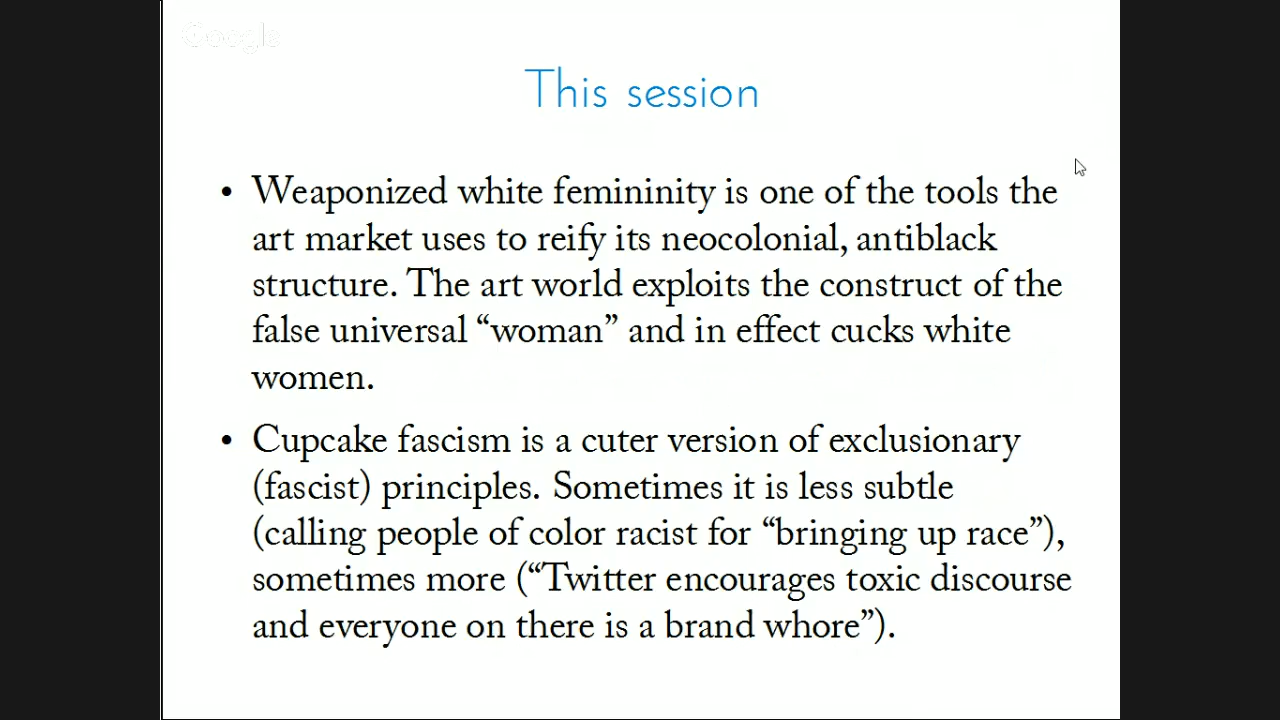 Google
This session
• Weaponized white femininity is one of the tools the
art market uses to reify its neocolonial, antiblack
structure. The art world exploits the construct of the
false universal “woman” and in effect cucks white
women.
• Cupcake fascism is a cuter version of exclusionary
(fascist) principles. Sometimes it is less subtle
(calling people of color racist for “bringing up race”),
sometimes more (“Twitter encourages toxic discourse
and everyone on there is a brand whore”).